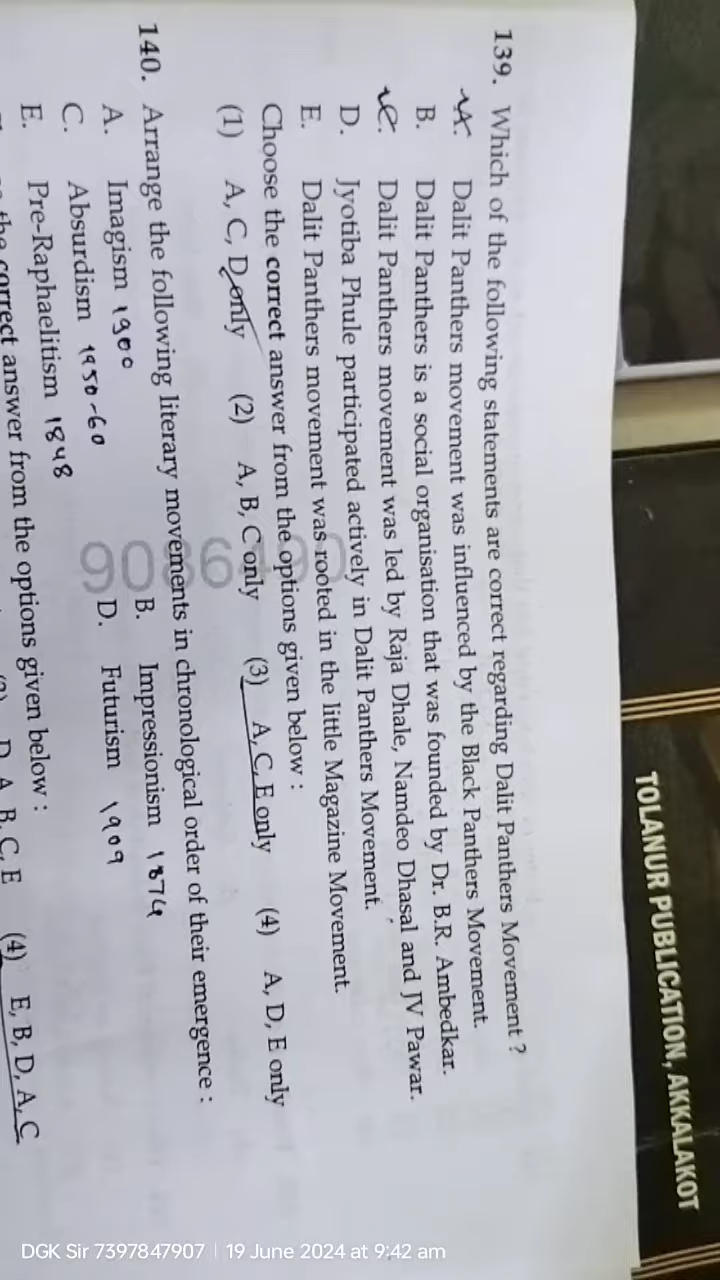 139. Which of the following statements are correct regarding Dalit Panthers Movement ?
A. Dalit Panthers movement was influenced by the Black Panthers Movement.
B. Dalit Panthers is a social organisation that was founded by Dr. B.R. Ambedkar.
C. Dalit Panthers movement was led by Raja Dhale, Namdeo Dhasal and JV Pawar.
D. Jyotiba Phule participated actively in Dalit Panthers Movement.
E. Dalit Panthers movement was rooted in the little Magazine Movement.
Choose the correct answer from the options given below :
(1) A, C, D only (2) A, B, C only (3) A, C, E only (4) A, D, E only
140. Arrange the following literary movements in chronological order of their emergence :
A. Imagism 1900 B. Impressionism 1874
C. Absurdism 1950-60 D. Futurism 1909
E. Pre-Raphaelitism 1848
the correct answer from the options given below :
D, A, B, C, E (4) E, B, D, A, C
TOLANUR PUBLICATION, AKKALAKOT
DGK Sir 7397847907 | 19 June 2024 at 9:42 am